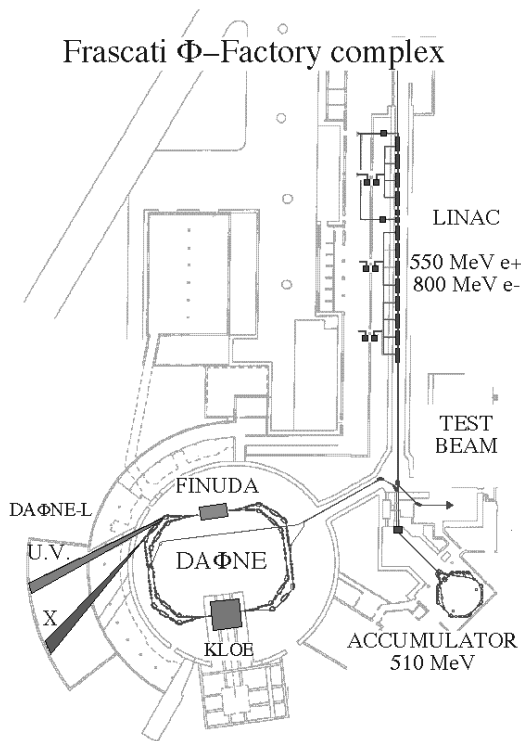 Frascati Φ–Factory complex
LINAC
550 MeV e+
800 MeV e-
TEST
BEAM
FINUDA
DAΦNE-L
U.V.
DAΦNE
X
KLOE
ACCUMULATOR
510 MeV